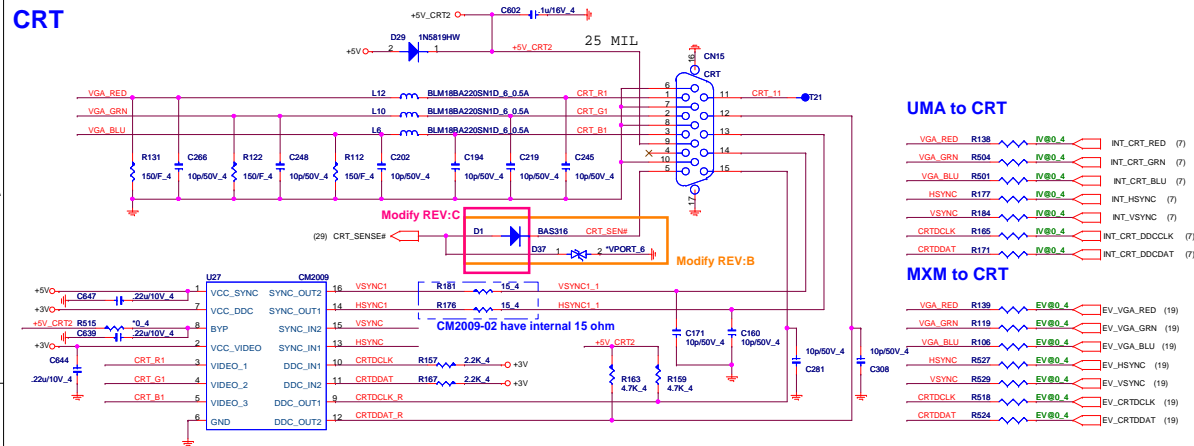 CRT
+5V_CRT2 C602 .1u/16V_4
D29 1N5819HW
+5V 2 1 +5V_CRT2 25 MIL
16 CN15
CRT
VGA_RED L12 BLM18BA220SN1D_6_0.5A CRT_R1
VGA_GRN L10 BLM18BA220SN1D_6_0.5A CRT_G1
VGA_BLU L6 BLM18BA220SN1D_6_0.5A CRT_B1
6
1 11 CRT_11 T21
7
2 12
8
3 13
9
4 14
10
5 15
17
R131 150/F_4
C266 10p/50V_4
R122 150/F_4
C248 10p/50V_4
R112 150/F_4
C202 10p/50V_4
C194 10p/50V_4
C219 10p/50V_4
C245 10p/50V_4
Modify REV:C
(29) CRT_SENSE# D1 BAS316 CRT_SEN#
D37 1 2 *VPORT_6
Modify REV:B
U27 CM2009
+5V 1 VCC_SYNC SYNC_OUT2 16 VSYNC1 R181 15_4 VSYNC1_1
C647 .22u/10V_4
+3V 7 VCC_DDC SYNC_OUT1 14 HSYNC1 R176 15_4 HSYNC1_1
CM2009-02 have internal 15 ohm
+5V_CRT2 R515 *0_4 8 BYP SYNC_IN2 15 VSYNC
C639 .22u/10V_4
+3V 2 VCC_VIDEO SYNC_IN1 13 HSYNC
C644 .22u/10V_4
CRT_R1 3 VIDEO_1 DDC_IN1 10 CRTDCLK R157 2.2K_4 +3V
CRT_G1 4 VIDEO_2 DDC_IN2 11 CRTDDAT R167 2.2K_4 +3V
CRT_B1 5 VIDEO_3 DDC_OUT1 9 CRTDCLK_R
6 GND DDC_OUT2 12 CRTDDAT_R
+5V_CRT2
R163 4.7K_4
R159 4.7K_4
C171 10p/50V_4
C160 10p/50V_4
10p/50V_4 C281
10p/50V_4 C308
UMA to CRT
VGA_RED R138 IV@0_4 INT_CRT_RED (7)
VGA_GRN R504 IV@0_4 INT_CRT_GRN (7)
VGA_BLU R501 IV@0_4 INT_CRT_BLU (7)
HSYNC R177 IV@0_4 INT_HSYNC (7)
VSYNC R184 IV@0_4 INT_VSYNC (7)
CRTDCLK R165 IV@0_4 INT_CRT_DDCCLK (7)
CRTDDAT R171 IV@0_4 INT_CRT_DDCDAT (7)
MXM to CRT
VGA_RED R139 EV@0_4 EV_VGA_RED (19)
VGA_GRN R119 EV@0_4 EV_VGA_GRN (19)
VGA_BLU R106 EV@0_4 EV_VGA_BLU (19)
HSYNC R527 EV@0_4 EV_HSYNC (19)
VSYNC R529 EV@0_4 EV_VSYNC (19)
CRTDCLK R518 EV@0_4 EV_CRTDCLK (19)
CRTDDAT R524 EV@0_4 EV_CRTDDAT (19)